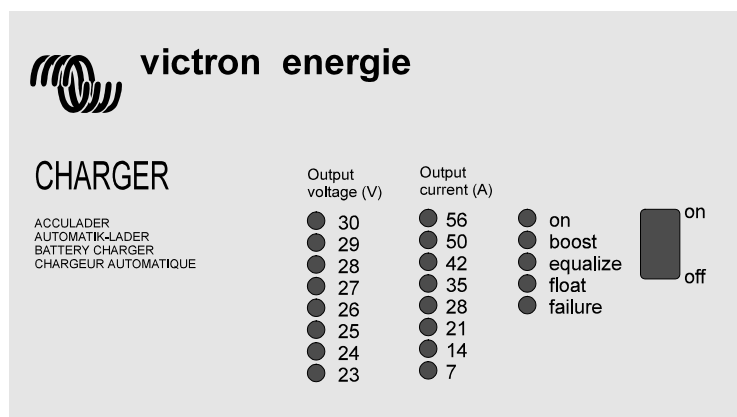 victron energie
CHARGER
ACCULADER
AUTOMATIK-LADER
BATTERY CHARGER
CHARGEUR AUTOMATIQUE
Output
voltage (V)
30
29
28
27
26
25
24
23
Output
current (A)
56
50
42
35
28
21
14
7
on
boost
equalize
float
failure
on
off